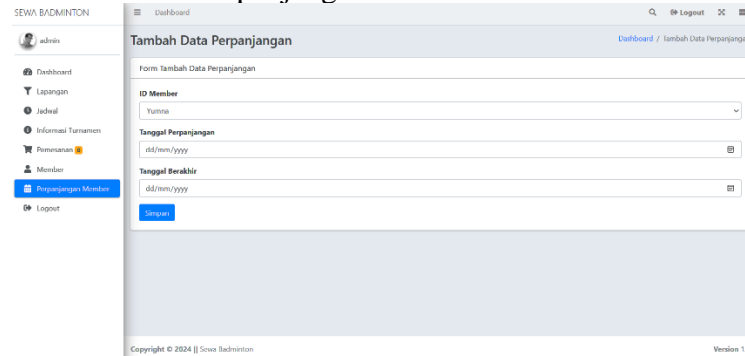 SEWA BADMINTON
Dashboard
Logout
admin
Tambah Data Perpanjangan
Dashboard / Tambah Data Perpanjanga
Form Tambah Data Perpanjangan
Dashboard
ID Member
Lapangan
Yumna
Jadwal
Tanggal Perpanjangan
Informasi Turnamen
dd/mm/yyyy
Pemesanan 8
Member
Tanggal Berakhir
Perpanjangan Member
dd/mm/yyyy
Logout
Simpan
Copyright © 2024 || Sewa Badminton
Version 1